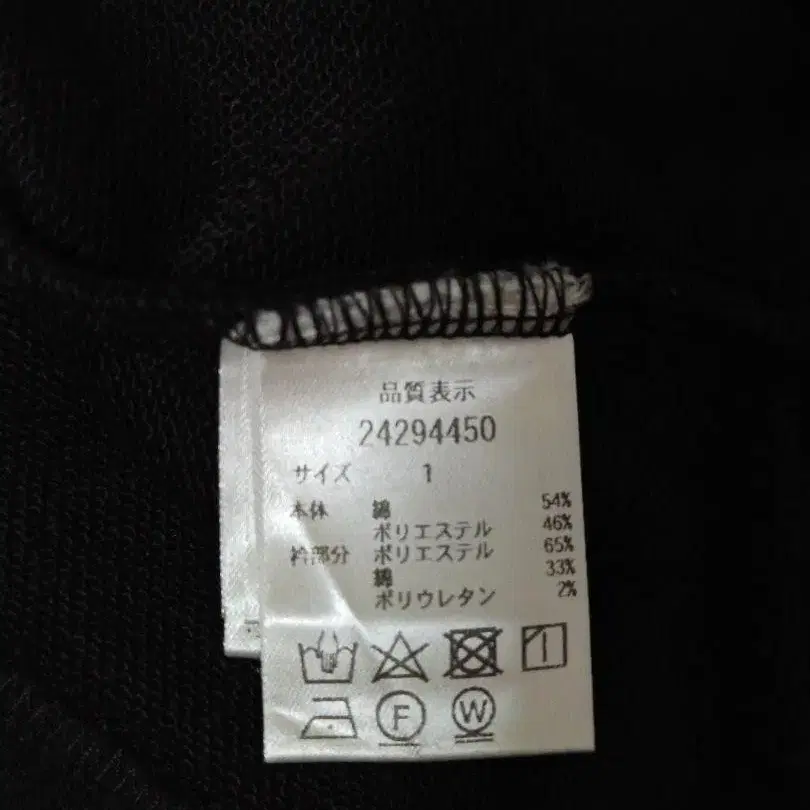 品質表示
24294450
サイズ 1
本体 綿 54%
ポリエステル 46%
衿部分 ポリエステル 65%
綿 33%
ポリウレタン 2%
F W